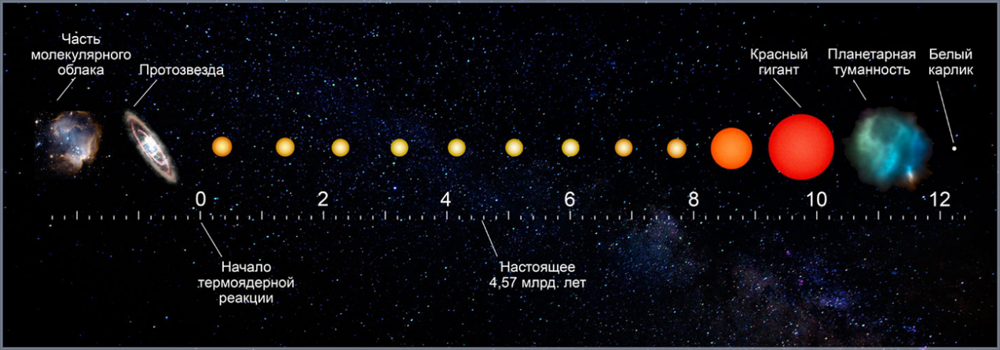 Часть
молекулярного
облака
Протозвезда
Красный
гигант
Планетарная
туманность
Белый
карлик
0 2 4 6 8 10 12
Начало
термоядерной
реакции
Настоящее
4,57 млрд. лет